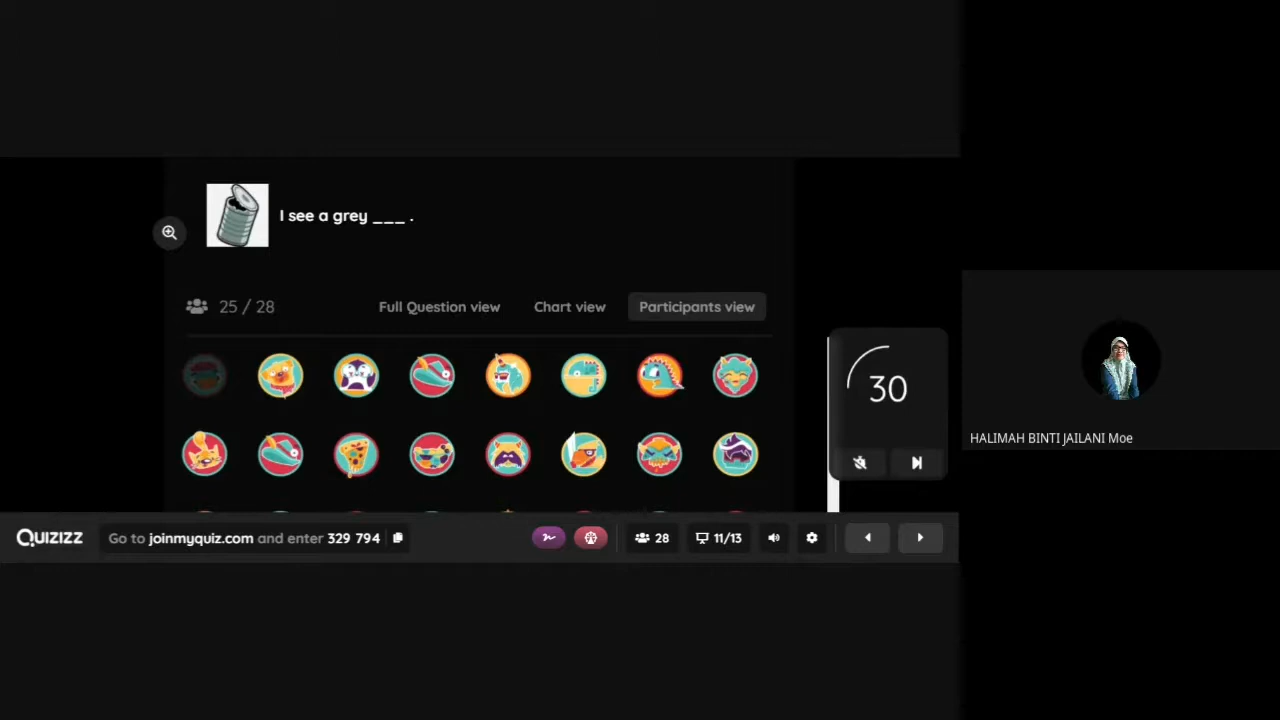 I see a grey ___ .
25 / 28
Full Question view
Chart view
Participants view
30
HALIMAH BINTI JAILANI Moe
QUIZIZZ
Go to joinmyquiz.com and enter 329 794
28
11/13